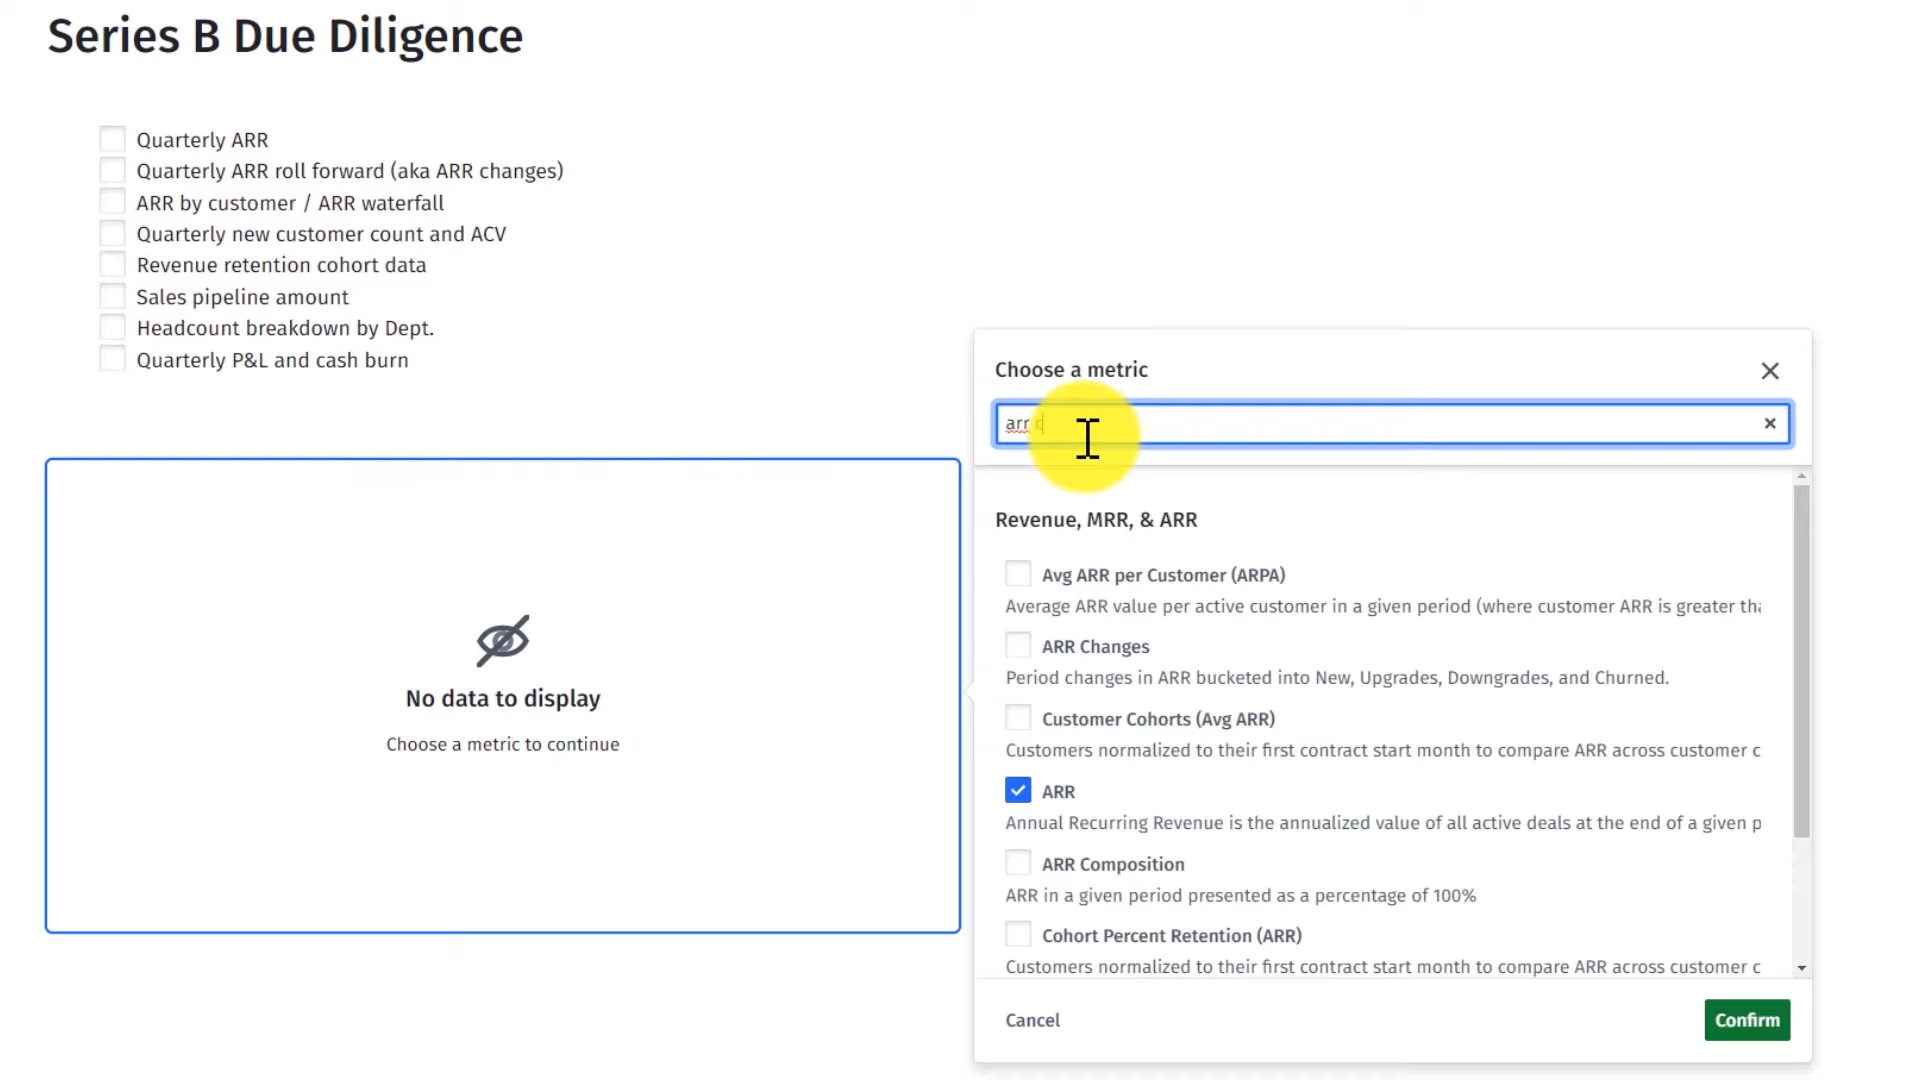 Series B Due Diligence
Quarterly ARR
Quarterly ARR roll forward (aka ARR changes)
ARR by customer / ARR waterfall
Quarterly new customer count and ACV
Revenue retention cohort data
Sales pipeline amount
Headcount breakdown by Dept.
Quarterly P&L and cash burn
No data to display
Choose a metric to continue
Choose a metric
arr c
Revenue, MRR, & ARR
Avg ARR per Customer (ARPA)
Average ARR value per active customer in a given period (where customer ARR is greater tha
ARR Changes
Period changes in ARR bucketed into New, Upgrades, Downgrades, and Churned.
Customer Cohorts (Avg ARR)
Customers normalized to their first contract start month to compare ARR across customer c
ARR
Annual Recurring Revenue is the annualized value of all active deals at the end of a given p
ARR Composition
ARR in a given period presented as a percentage of 100%
Cohort Percent Retention (ARR)
Customers normalized to their first contract start month to compare ARR across customer c
Cancel
Confirm